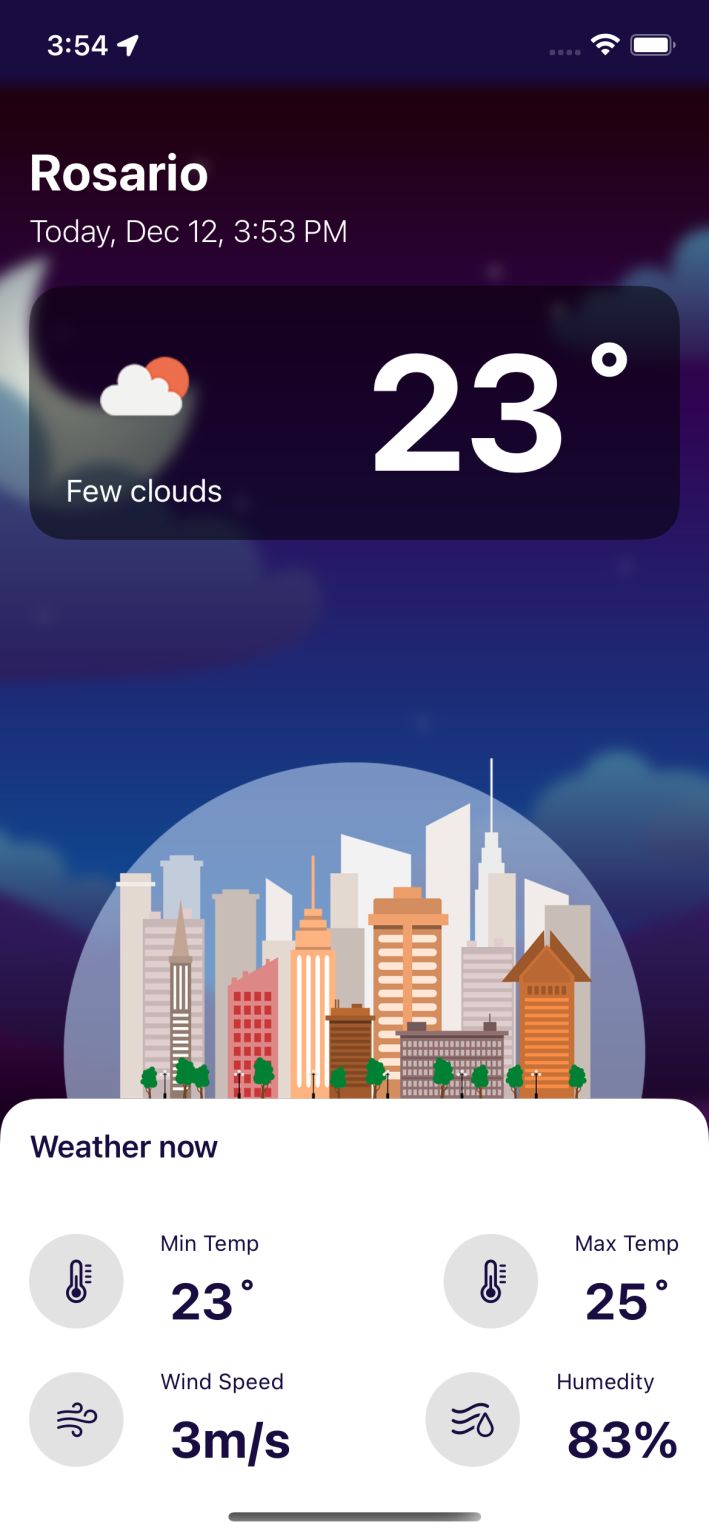 3:54
Rosario
Today, Dec 12, 3:53 PM
23°
Few clouds
Weather now
Min Temp
23°
Max Temp
25°
Wind Speed
3m/s
Humedity
83%